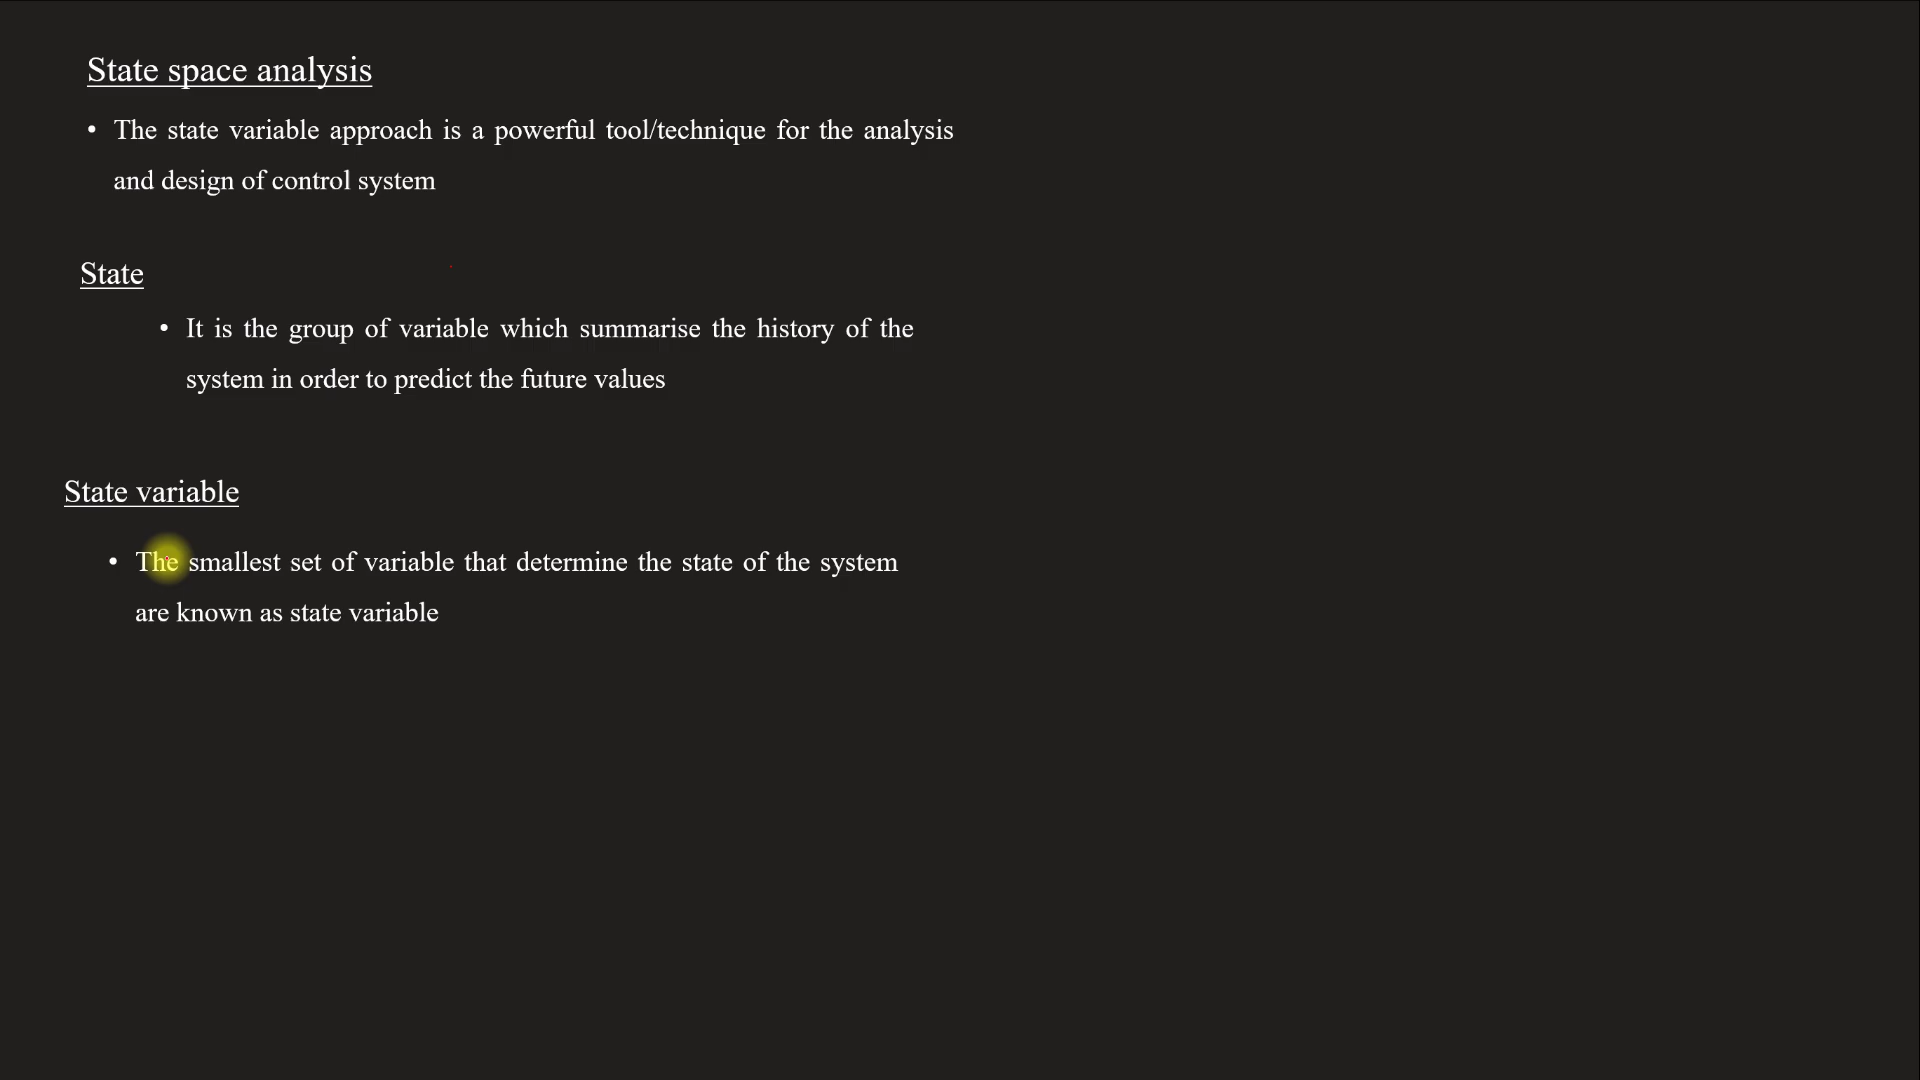 State space analysis
• The state variable approach is a powerful tool/technique for the analysis
and design of control system
State
• It is the group of variable which summarise the history of the
system in order to predict the future values
State variable
• The smallest set of variable that determine the state of the system
are known as state variable